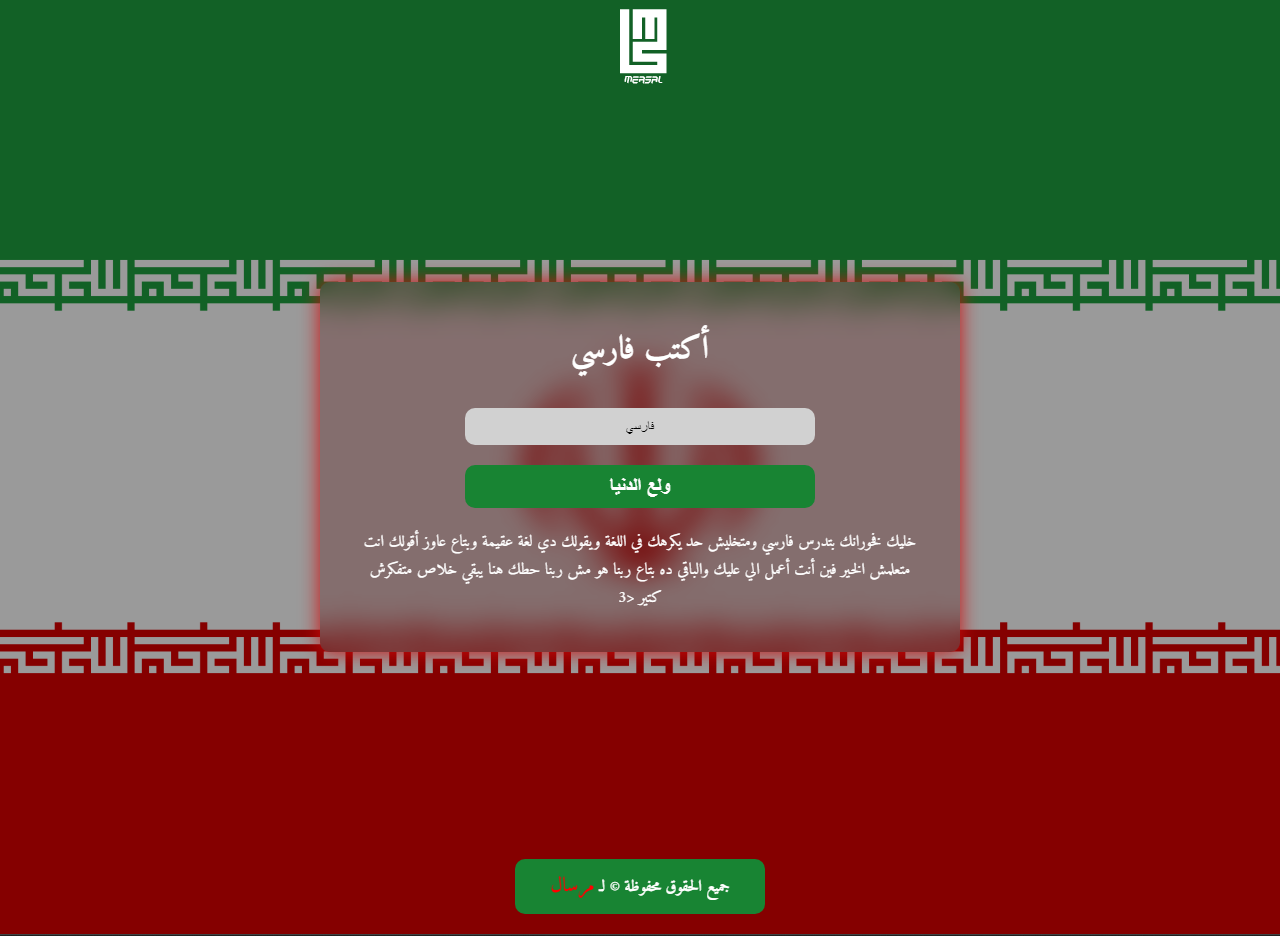 MERSAL
أكتب فارسي
فارسي
ولع الدنيا
خليك فخورانك بتدرس فارسي ومتخليش حد يكرهك في اللغة ويقولك دي لغة عقيمة وبتاع عاوز أقولك انت
متعلمش الخير فين أنت أعمل الي عليك والباقي ده بتاع ربنا هو مش ربنا حطك هنا يبقي خلاص متفكرش
كتير <3
جميع الحقوق محفوظة © لـ مرسال